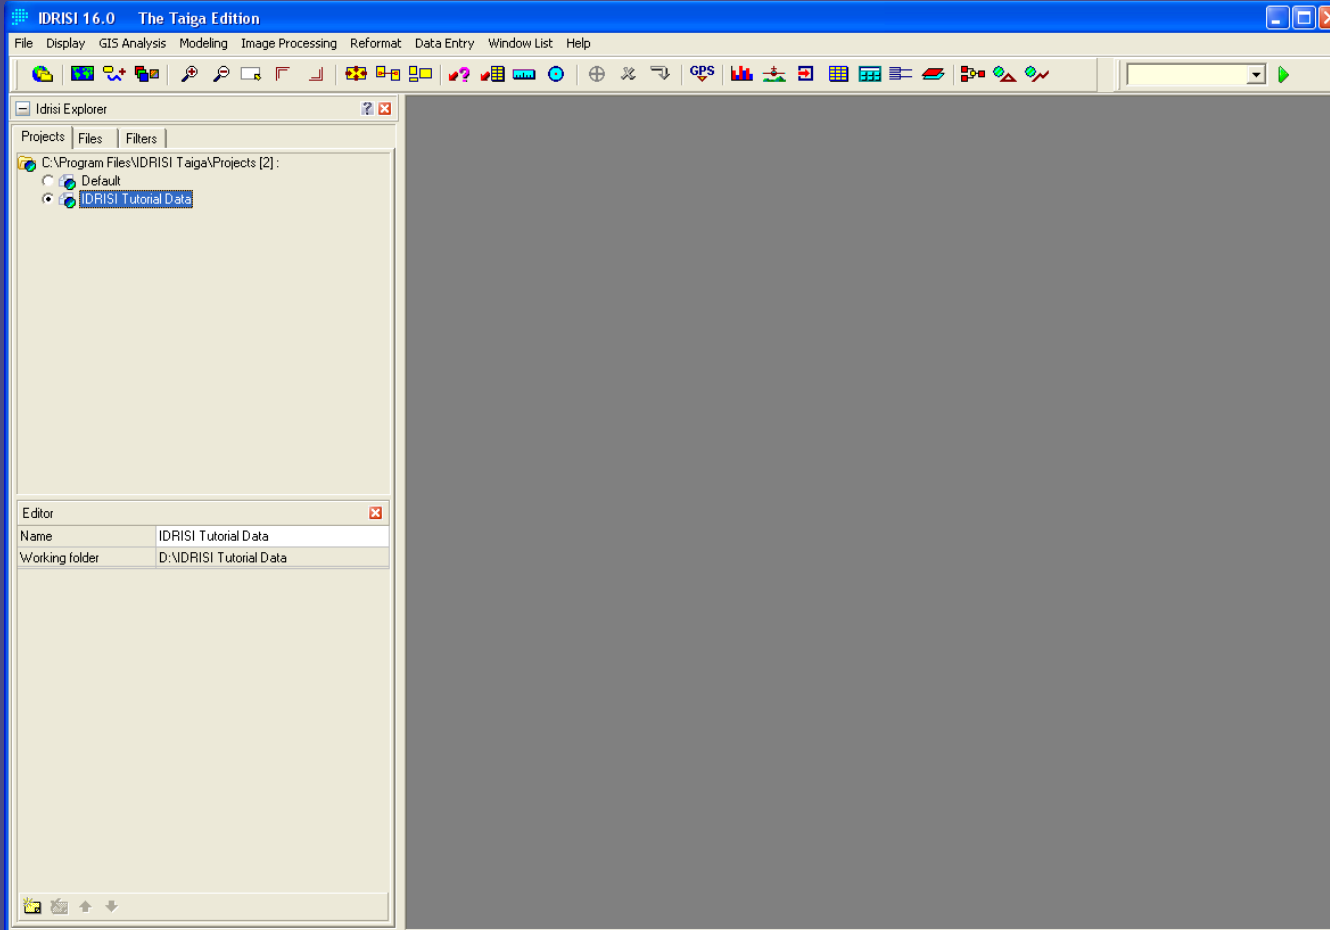 IDRISI 16.0 The Taiga Edition
File Display GIS Analysis Modeling Image Processing Reformat Data Entry Window List Help
GPS
Idrisi Explorer
Projects Files Filters
C:\Program Files\IDRISI Taiga\Projects [2] :
Default
IDRISI Tutorial Data
Editor
Name IDRISI Tutorial Data
Working folder D:\IDRISI Tutorial Data